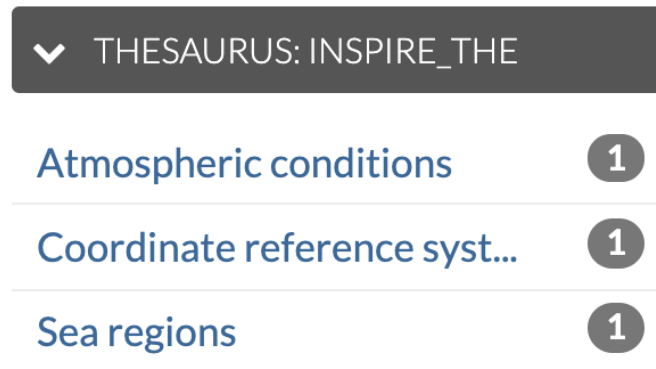 THESAURUS: INSPIRE_THE
Atmospheric conditions 1
Coordinate reference syst... 1
Sea regions 1